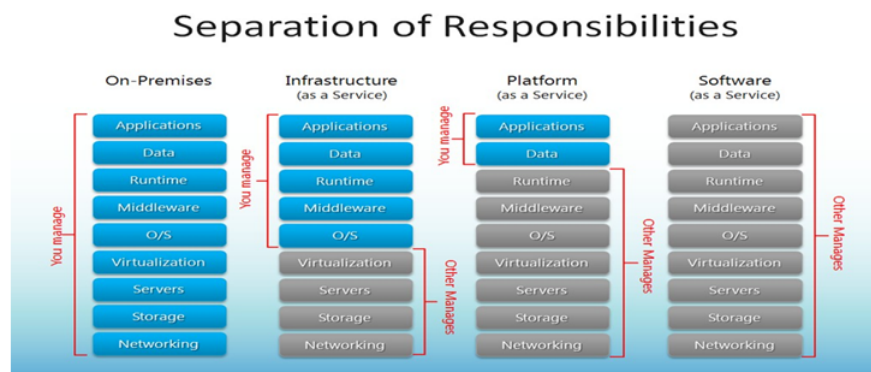 Separation of Responsibilities
On-Premises
You manage
Applications
Data
Runtime
Middleware
O/S
Virtualization
Servers
Storage
Networking
Infrastructure
(as a Service)
You manage
Applications
Data
Runtime
Middleware
O/S
Virtualization
Servers
Storage
Networking
Other Manages
Platform
(as a Service)
You manage
Applications
Data
Runtime
Middleware
O/S
Virtualization
Servers
Storage
Networking
Other Manages
Software
(as a Service)
Applications
Data
Runtime
Middleware
O/S
Virtualization
Servers
Storage
Networking
Other Manages